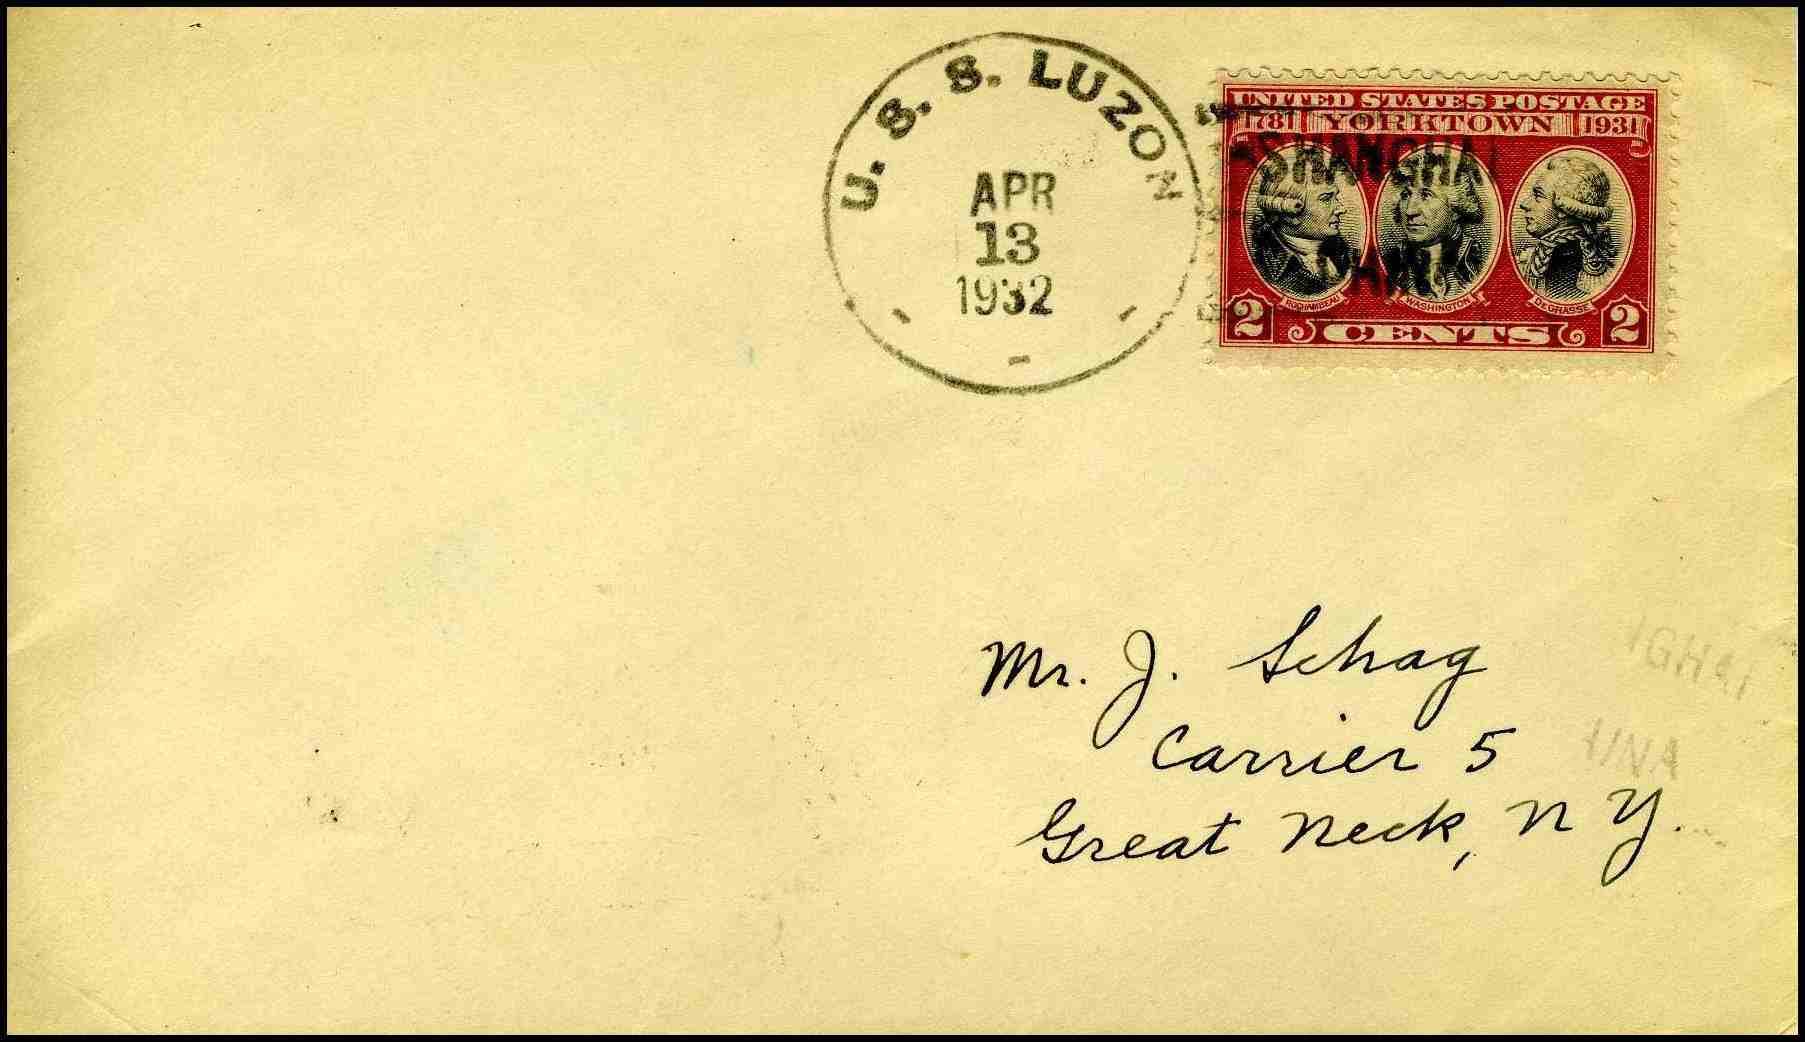 U. S. S. LUZON
APR
13
1932
UNITED STATES POSTAGE
1781 YORKTOWN 1931
SHANGHAI
ROCHAMBEAU WASHINGTON DE GRASSE
2 CENTS 2
Mr. J. Schag
Carrier 5
Great Neck, N Y.